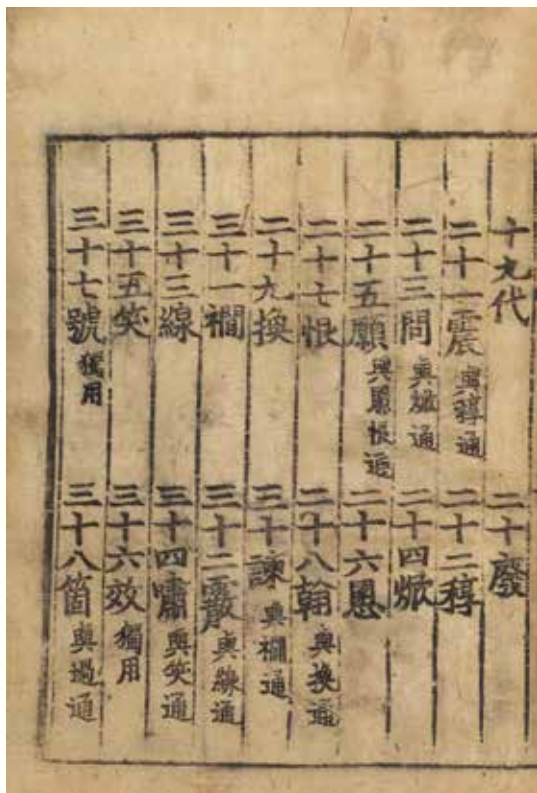 十九代 二十廢
二十一震 與稕通 二十二稕
二十三問 與焮通 二十四焮
二十五願 與慁恨通 二十六慁
二十七恨 二十八翰 與換通
二十九換 三十諫 與襉通
三十一襉 三十二霰 與線通
三十三線 三十四嘯 與笑通
三十五笑 三十六效 獨用
三十七號 獨用 三十八箇 與過通